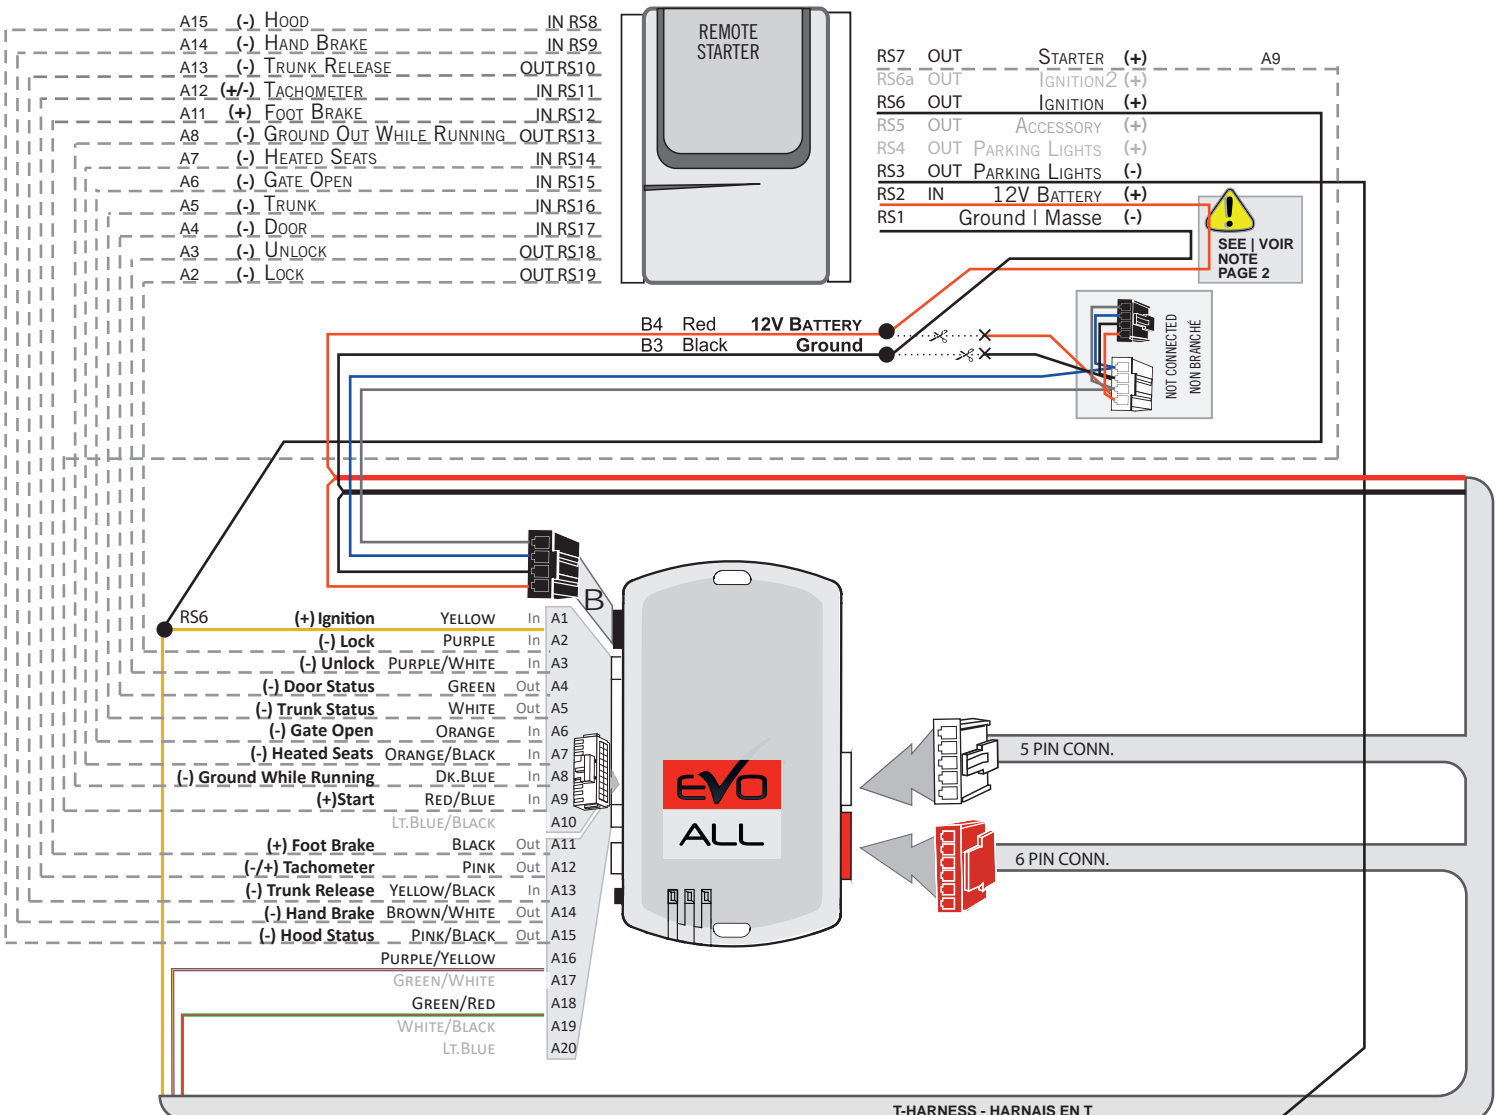 A15 (-) HOOD IN RS8
A14 (-) HAND BRAKE IN RS9
A13 (-) TRUNK RELEASE OUT RS10
A12 (+/-) TACHOMETER IN RS11
A11 (+) FOOT BRAKE IN RS12
A8 (-) GROUND OUT WHILE RUNNING OUT RS13
A7 (-) HEATED SEATS IN RS14
A6 (-) GATE OPEN IN RS15
A5 (-) TRUNK IN RS16
A4 (-) DOOR IN RS17
A3 (-) UNLOCK OUT RS18
A2 (-) LOCK OUT RS19
REMOTE
STARTER
RS7 OUT STARTER (+) A9
RS6a OUT IGNITION2 (+)
RS6 OUT IGNITION (+)
RS5 OUT ACCESSORY (+)
RS4 OUT PARKING LIGHTS (+)
RS3 OUT PARKING LIGHTS (-)
RS2 IN 12V BATTERY (+)
RS1 Ground | Masse (-)
!
SEE | VOIR
NOTE
PAGE 2
B4 Red 12V BATTERY
B3 Black Ground
NOT CONNECTED
NON BRANCHÉ
B
RS6 (+) Ignition YELLOW In A1
(-) Lock PURPLE In A2
(-) Unlock PURPLE/WHITE In A3
(-) Door Status GREEN Out A4
(-) Trunk Status WHITE Out A5
(-) Gate Open ORANGE In A6
(-) Heated Seats ORANGE/BLACK In A7
(-) Ground While Running DK.BLUE In A8
(+)Start RED/BLUE In A9
LT.BLUE/BLACK A10
(+) Foot Brake BLACK Out A11
(-/+) Tachometer PINK Out A12
(-) Trunk Release YELLOW/BLACK In A13
(-) Hand Brake BROWN/WHITE Out A14
(-) Hood Status PINK/BLACK Out A15
PURPLE/YELLOW A16
GREEN/WHITE A17
GREEN/RED A18
WHITE/BLACK A19
LT.BLUE A20
EVO
ALL
5 PIN CONN.
6 PIN CONN.
T-HARNESS - HARNAIS EN T